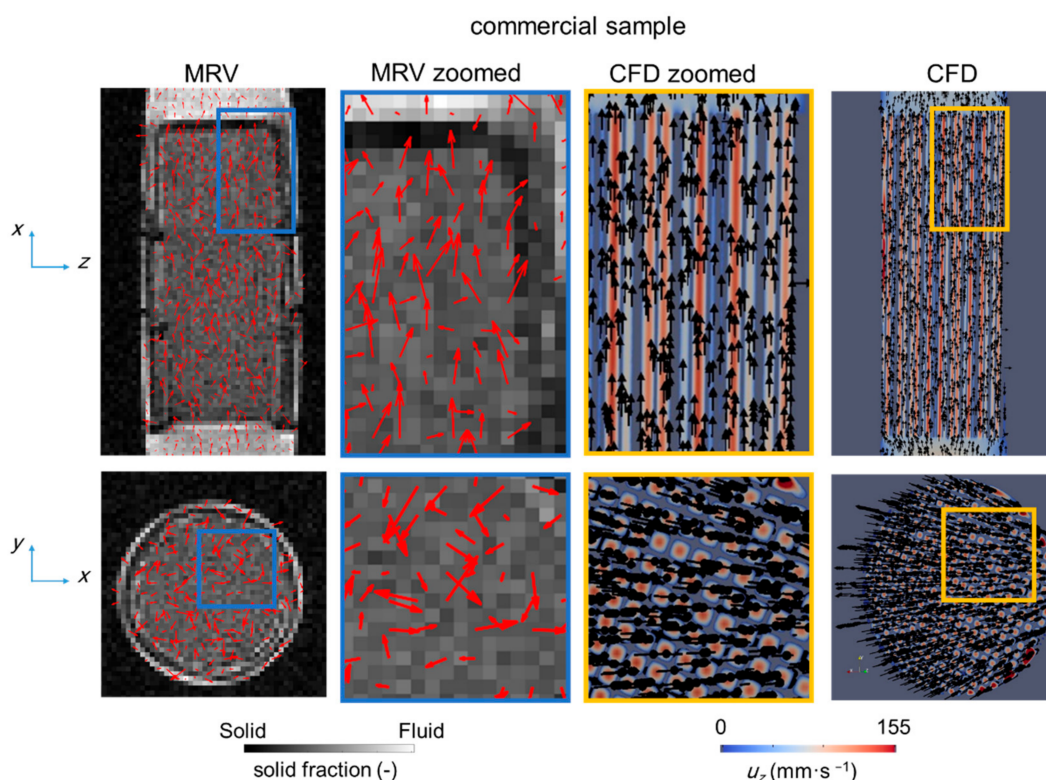 commercial sample
MRV
MRV zoomed
CFD zoomed
CFD
x
z
y
x
Solid
Fluid
solid fraction (-)
0
155
u_z (mm·s⁻¹)